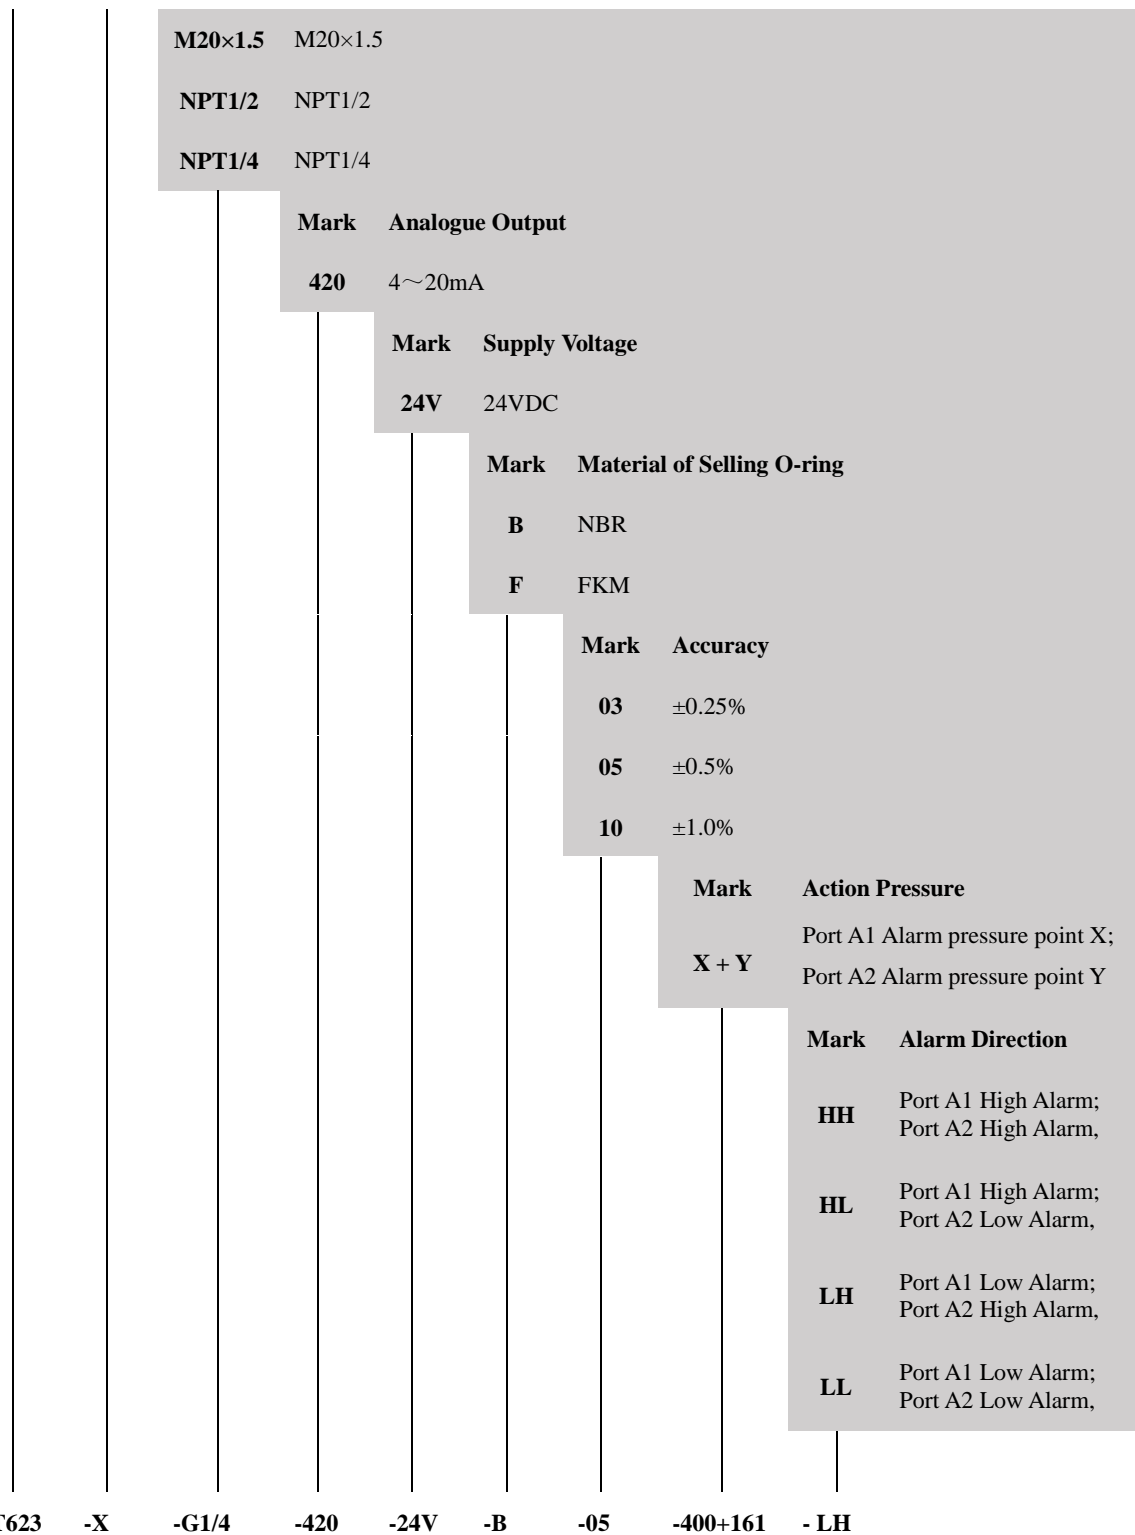 M20×1.5 M20×1.5
NPT1/2 NPT1/2
NPT1/4 NPT1/4
Mark Analogue Output
420 4～20mA
Mark Supply Voltage
24V 24VDC
Mark Material of Selling O-ring
B NBR
F FKM
Mark Accuracy
03 ±0.25%
05 ±0.5%
10 ±1.0%
Mark Action Pressure
X + Y Port A1 Alarm pressure point X;
Port A2 Alarm pressure point Y
Mark Alarm Direction
HH Port A1 High Alarm;
Port A2 High Alarm,
HL Port A1 High Alarm;
Port A2 Low Alarm,
LH Port A1 Low Alarm;
Port A2 High Alarm,
LL Port A1 Low Alarm;
Port A2 Low Alarm,
-X -G1/4 -420 -24V -B -05 -400+161 - LH